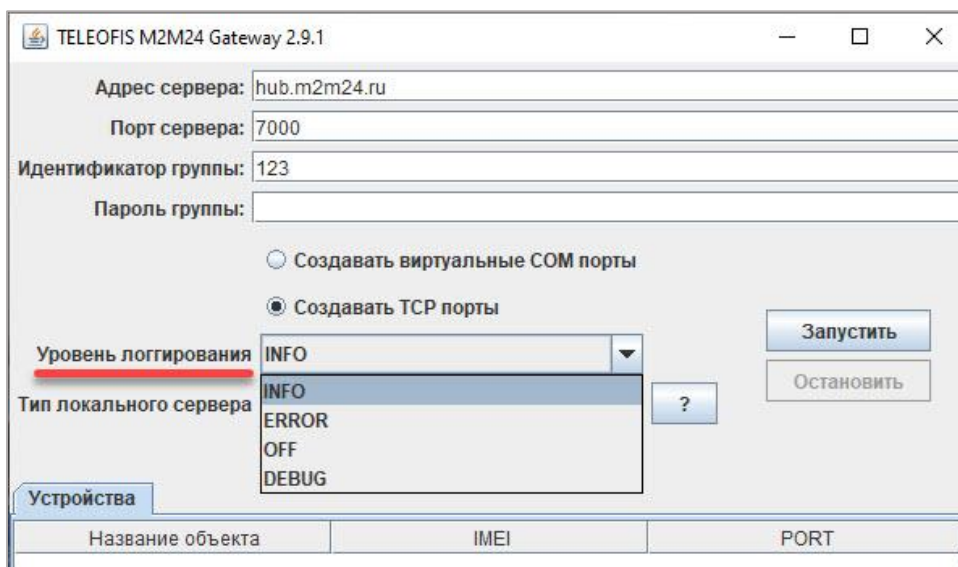 TELEOFIS M2M24 Gateway 2.9.1
Адрес сервера: hub.m2m24.ru
Порт сервера: 7000
Идентификатор группы: 123
Пароль группы:
Создавать виртуальные COM порты
Создавать TCP порты
Запустить
Уровень логгирования INFO
Остановить
INFO
Тип локального сервера ?
ERROR
OFF
DEBUG
Устройства
Название объекта IMEI PORT